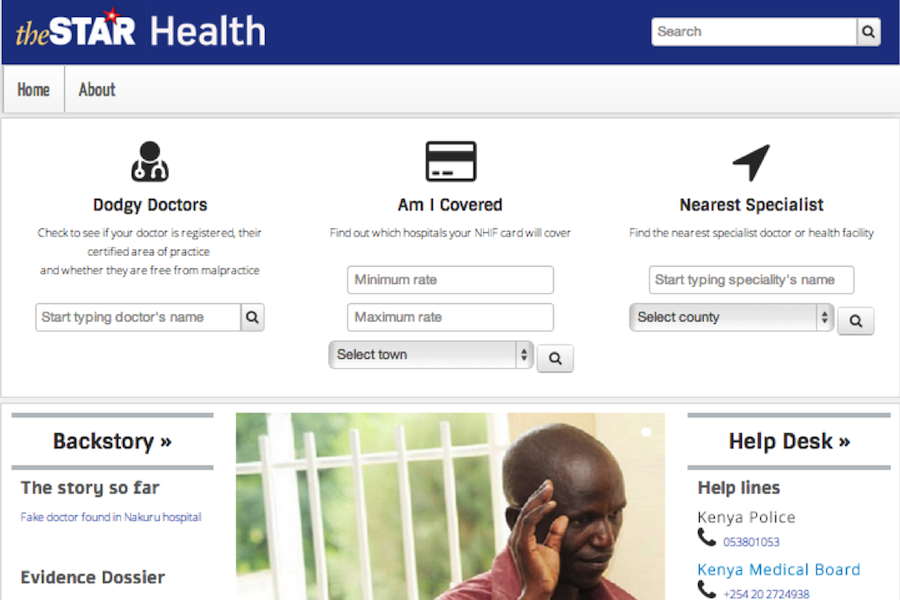 theSTAR Health
Search
Home
About
Dodgy Doctors
Check to see if your doctor is registered, their
certified area of practice
and whether they are free from malpractice
Start typing doctor's name
Am I Covered
Find out which hospitals your NHIF card will cover
Minimum rate
Maximum rate
Select town
Nearest Specialist
Find the nearest specialist doctor or health facility
Start typing speciality's name
Select county
Backstory »
The story so far
Fake doctor found in Nakuru hospital
Evidence Dossier
Help Desk »
Help lines
Kenya Police
053801053
Kenya Medical Board
+254 20 2724938